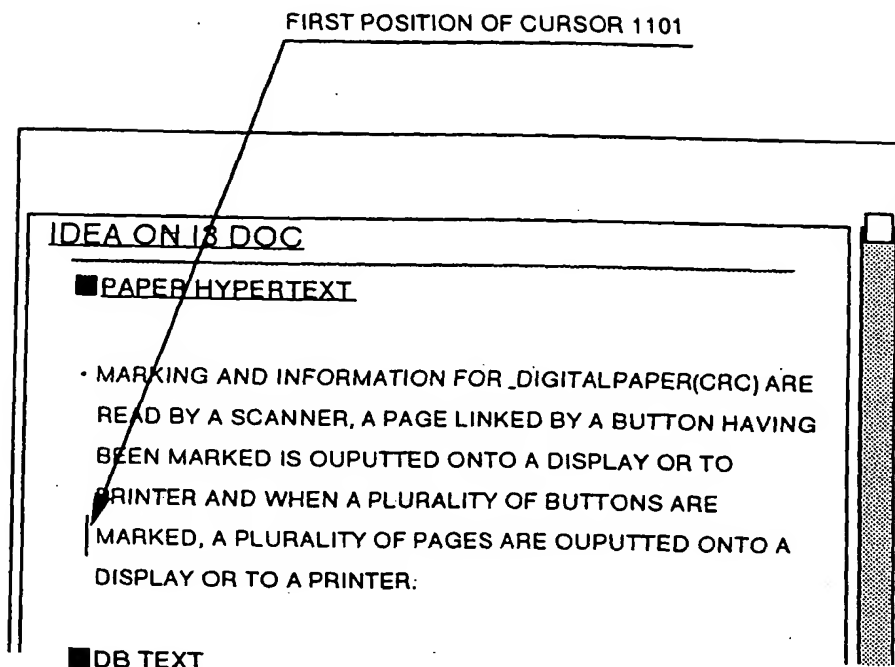 FIRST POSITION OF CURSOR 1101
IDEA ON I3 DOC
■PAPER HYPERTEXT
· MARKING AND INFORMATION FOR DIGITALPAPER(CRC) ARE
READ BY A SCANNER, A PAGE LINKED BY A BUTTON HAVING
BEEN MARKED IS OUPUTTED ONTO A DISPLAY OR TO
PRINTER AND WHEN A PLURALITY OF BUTTONS ARE
MARKED, A PLURALITY OF PAGES ARE OUPUTTED ONTO A
DISPLAY OR TO A PRINTER.
■DB TEXT